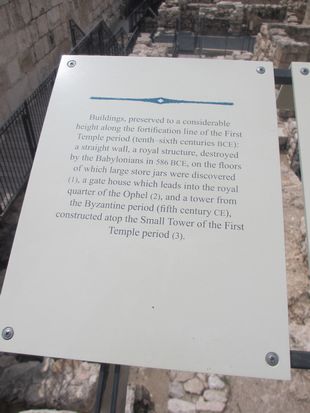 Buildings, preserved to a considerable
height along the fortification line of the First
Temple period (tenth–sixth centuries BCE):
a straight wall, a royal structure, destroyed
by the Babylonians in 586 BCE, on the floors
of which large store jars were discovered
(1), a gate house which leads into the royal
quarter of the Ophel (2), and a tower from
the Byzantine period (fifth century CE),
constructed atop the Small Tower of the First
Temple period (3).